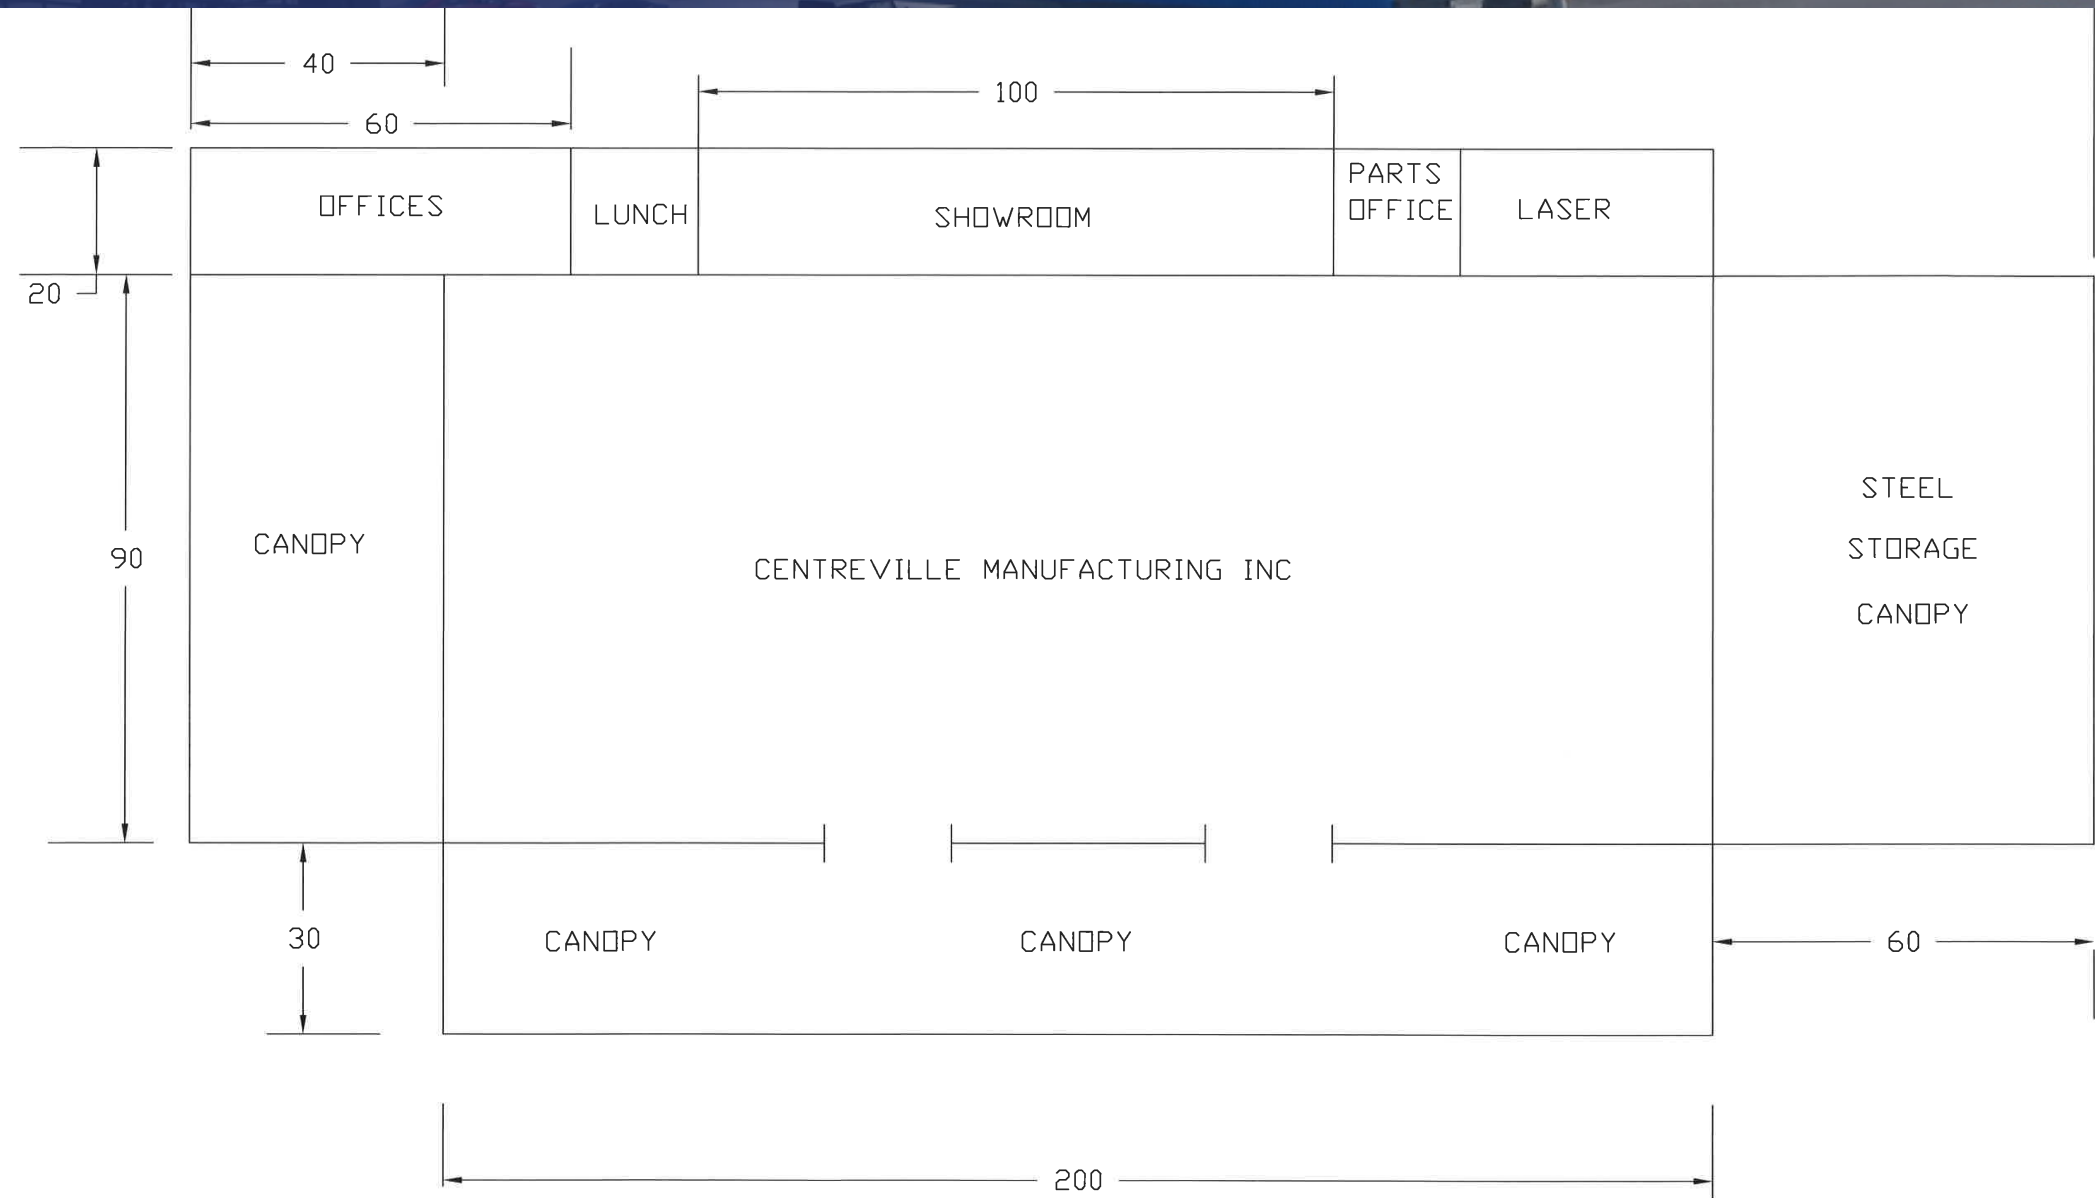 40
100
60
PARTS
OFFICE
OFFICES
LUNCH
SHOWROOM
LASER
20
STEEL
STORAGE
CANOPY
CANOPY
90
CENTREVILLE MANUFACTURING INC
30
CANOPY
CANOPY
CANOPY
60
200